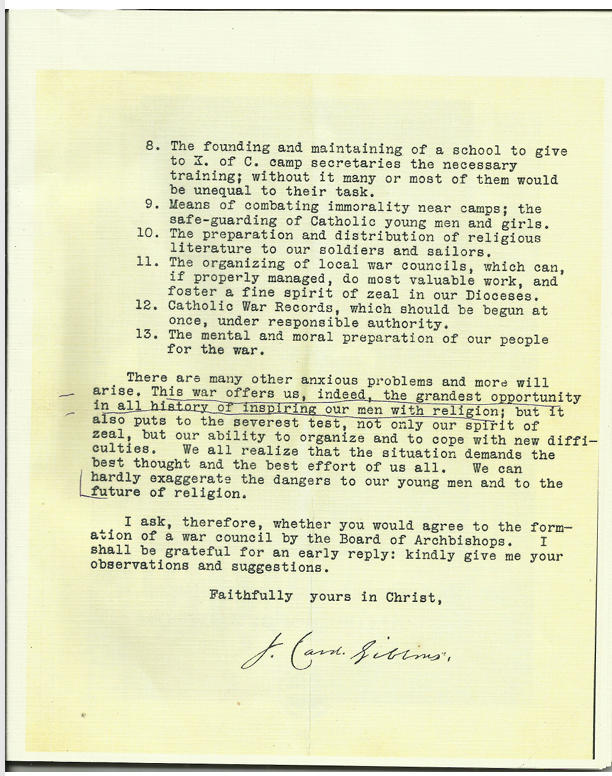 8. The founding and maintaining of a school to give
to K. of C. camp secretaries the necessary
training; without it many or most of them would
be unequal to their task.
9. Means of combating immorality near camps; the
safe-guarding of Catholic young men and girls.
10. The preparation and distribution of religious
literature to our soldiers and sailors.
11. The organizing of local war councils, which can,
if properly managed, do most valuable work, and
foster a fine spirit of zeal in our Dioceses.
12. Catholic War Records, which should be begun at
once, under responsible authority.
13. The mental and moral preparation of our people
for the war.
There are many other anxious problems and more will
arise. This war offers us, indeed, the grandest opportunity
in all history of inspiring our men with religion; but it
also puts to the severest test, not only our spirit of
zeal, but our ability to organize and to cope with new diffi-
culties. We all realize that the situation demands the
best thought and the best effort of us all. We can
hardly exaggerate the dangers to our young men and to the
future of religion.
I ask, therefore, whether you would agree to the form-
ation of a war council by the Board of Archbishops. I
shall be grateful for an early reply: kindly give me your
observations and suggestions.
Faithfully yours in Christ,
J. Card. Gibbons.